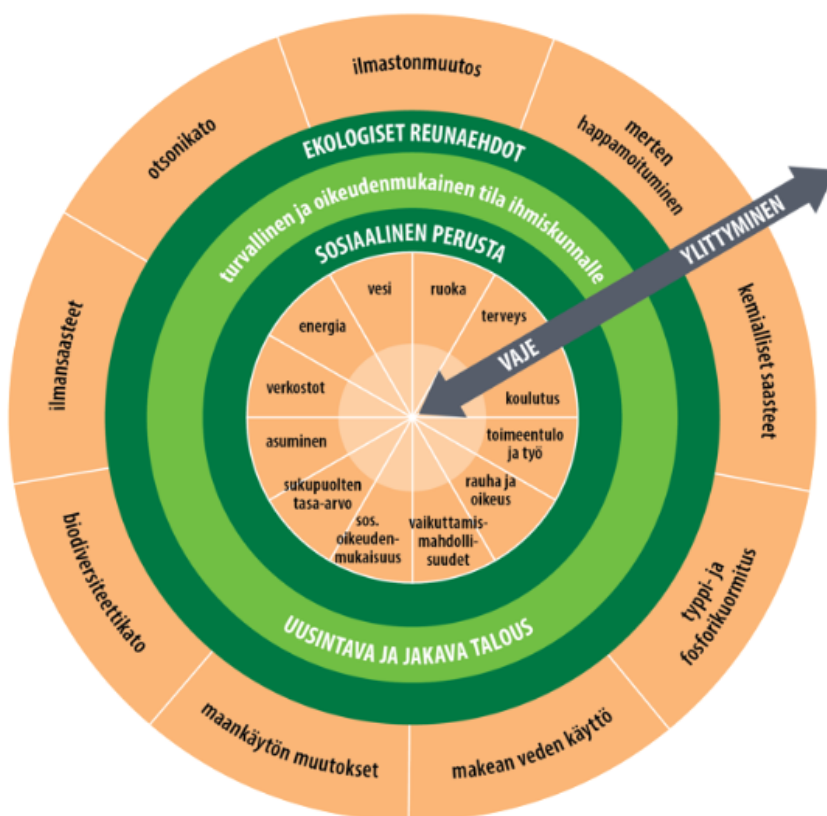 ilmastonmuutos
merten
happamoituminen
kemialliset saasteet
typpi- ja
fosforikuormitus
makean veden käyttö
maankäytön muutokset
biodiversiteettikato
ilmansaasteet
otsonikato
EKOLOGISET REUNAEHDOT
turvallinen ja oikeudenmukainen tila ihmiskunnalle
SOSIAALINEN PERUSTA
YLITTYMINEN
VAJE
vesi
ruoka
terveys
koulutus
toimeentulo
ja työ
rauha ja
oikeus
vaikuttamis-
mahdolli-
suudet
sos.
oikeuden-
mukaisuus
sukupuolten
tasa-arvo
asuminen
verkostot
energia
UUSINTAVA JA JAKAVA TALOUS